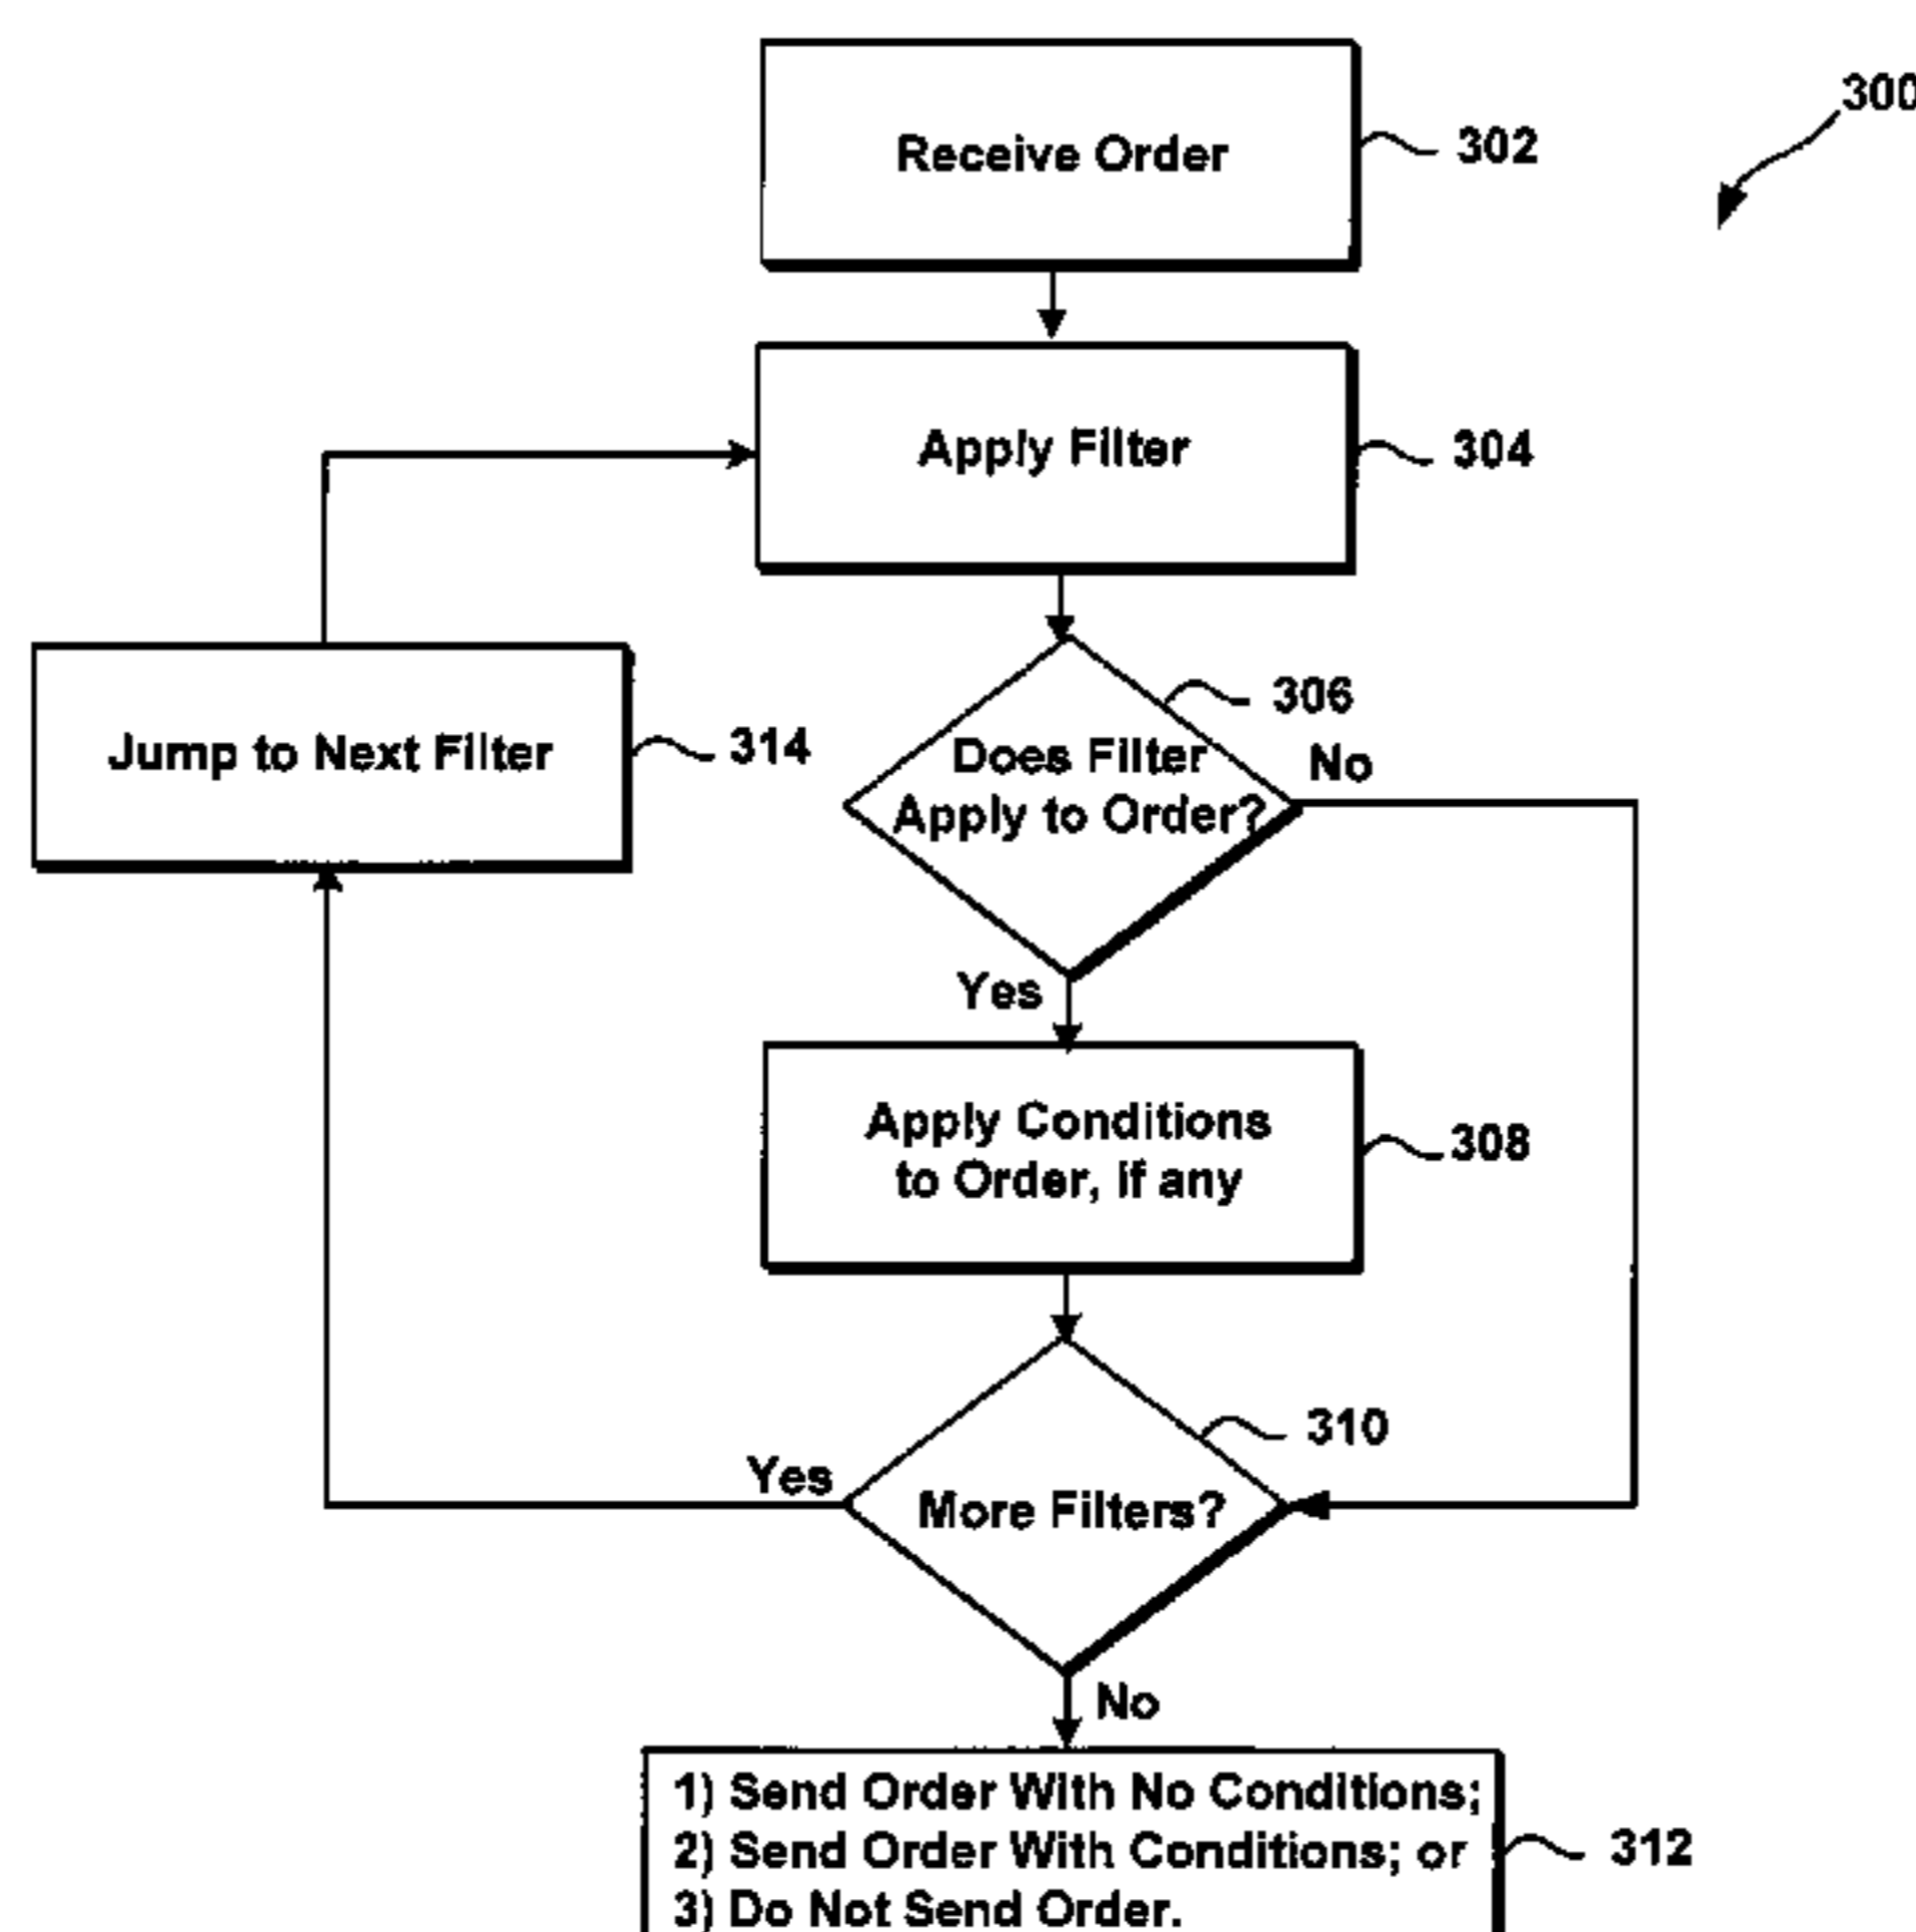 300
Receive Order
302
Apply Filter
304
Jump to Next Filter
314
306
Does Filter
Apply to Order?
No
Yes
Apply Conditions
to Order, if any
308
310
More Filters?
Yes
No
1) Send Order With No Conditions;
2) Send Order With Conditions; or
3) Do Not Send Order.
312